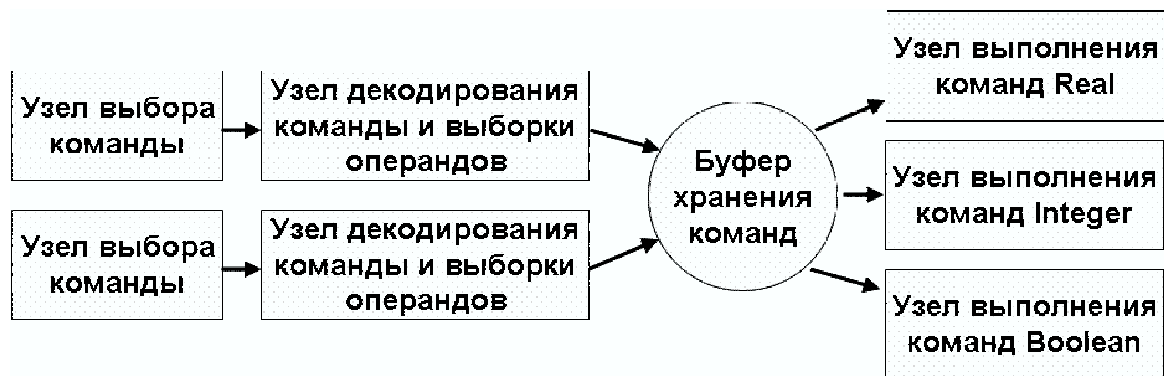 Узел выбора
команды
Узел декодирования
команды и выборки
операндов
Узел выбора
команды
Узел декодирования
команды и выборки
операндов
Буфер
хранения
команд
Узел выполнения
команд Real
Узел выполнения
команд Integer
Узел выполнения
команд Boolean